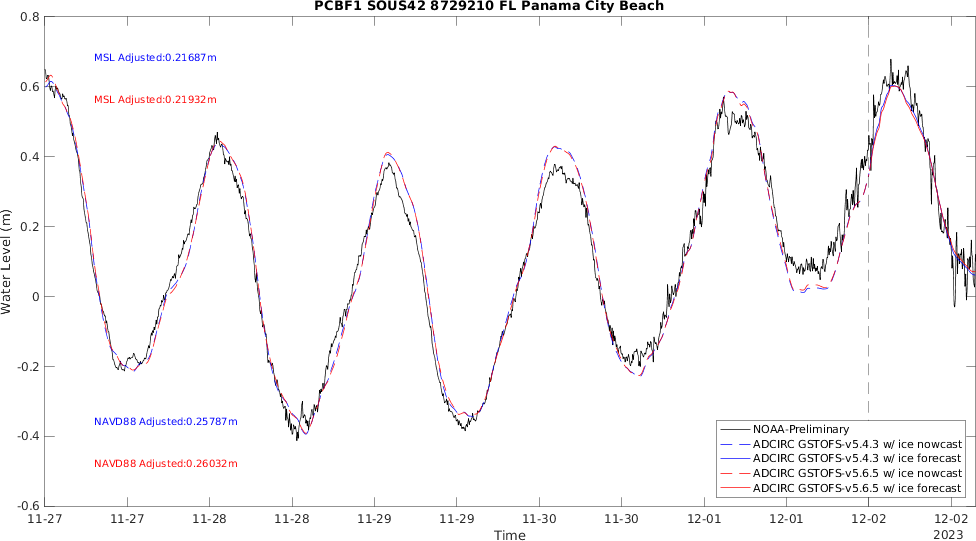 PCBF1 SOUS42 8729210 FL Panama City Beach
0.8
0.6
0.4
0.2
0
-0.2
-0.4
-0.6
Water Level (m)
MSL Adjusted:0.21687m
MSL Adjusted:0.21932m
NAVD88 Adjusted:0.25787m
NAVD88 Adjusted:0.26032m
NOAA-Preliminary
ADCIRC GSTOFS-v5.4.3 w/ ice nowcast
ADCIRC GSTOFS-v5.4.3 w/ ice forecast
ADCIRC GSTOFS-v5.6.5 w/ ice nowcast
ADCIRC GSTOFS-v5.6.5 w/ ice forecast
11-27 11-27 11-28 11-28 11-29 11-29 11-30 11-30 12-01 12-01 12-02 12-02
2023
Time